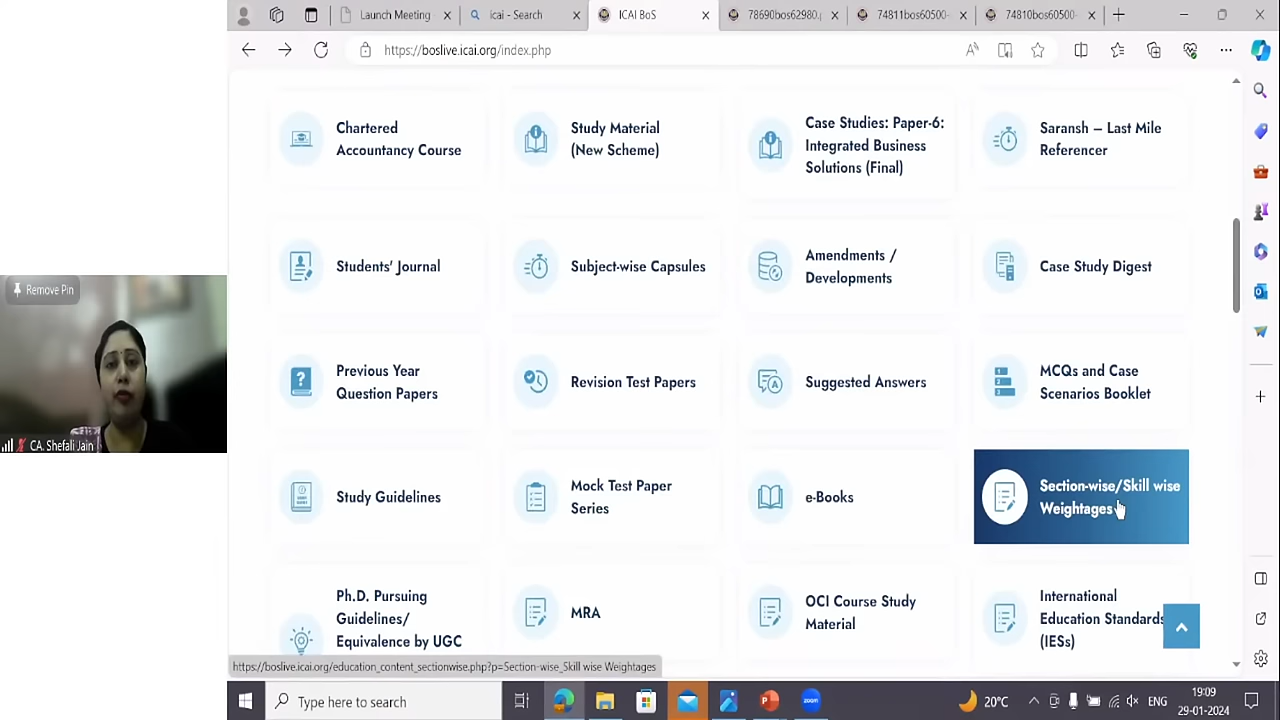 Launch Meeting
icai - Search
ICAI BoS
78690bos62980.
74811bos60500-
74810bos60500-
https://boslive.icai.org/index.php
Chartered
Accountancy Course
Study Material
(New Scheme)
Case Studies: Paper-6:
Integrated Business
Solutions (Final)
Saransh – Last Mile
Referencer
Students' Journal
Subject-wise Capsules
Amendments /
Developments
Case Study Digest
Remove Pin
CA. Shefali Jain
Previous Year
Question Papers
Revision Test Papers
Suggested Answers
MCQs and Case
Scenarios Booklet
Study Guidelines
Mock Test Paper
Series
e-Books
Section-wise/Skill wise
Weightages
Ph.D. Pursuing
Guidelines/
Equivalence by UGC
MRA
OCI Course Study
Material
International
Education Standards
(IESs)
https://boslive.icai.org/education_content_sectionwise.php?p=Section-wise_Skill wise Weightages
Type here to search
20°C
ENG
19:09
29-01-2024